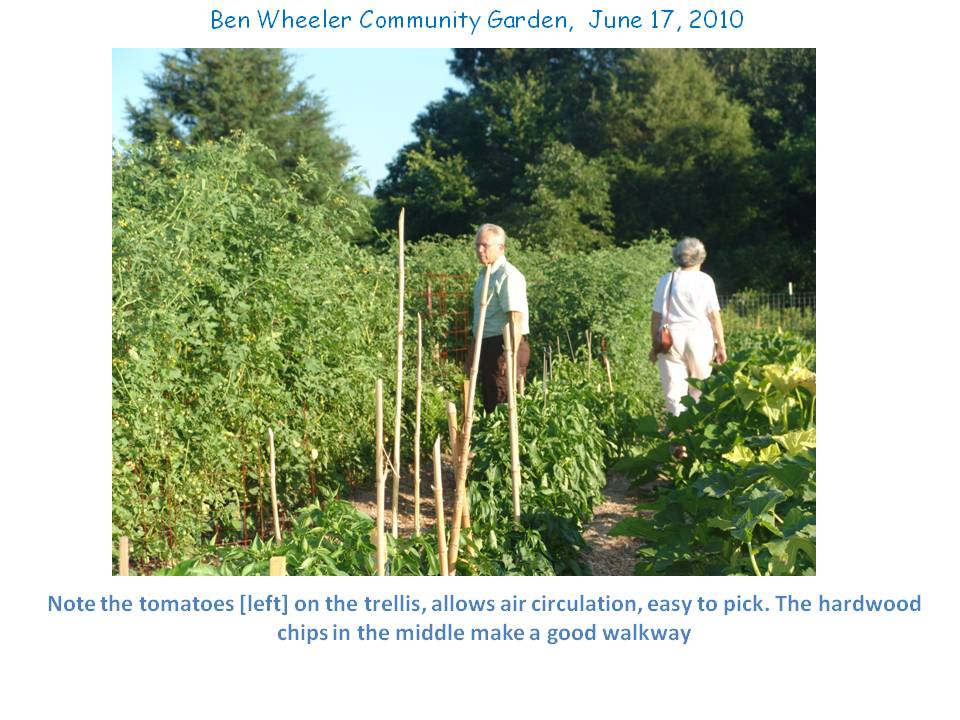 Ben Wheeler Community Garden,  June 17, 2010
Note the tomatoes [left] on the trellis, allows air circulation, easy to pick. The hardwood
chips in the middle make a good walkway